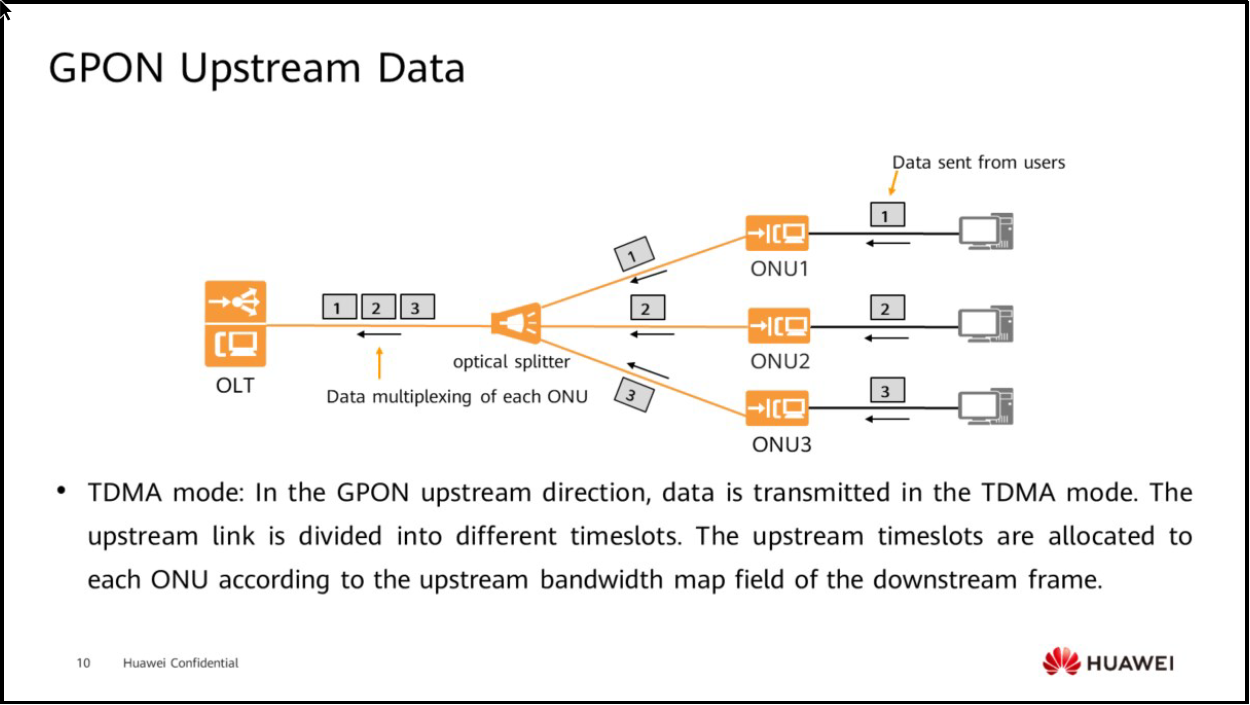 GPON Upstream Data
Data sent from users
1
1
ONU1
1 2 3
2
2
ONU2
optical splitter
OLT
Data multiplexing of each ONU
3
3
ONU3
• TDMA mode: In the GPON upstream direction, data is transmitted in the TDMA mode. The
upstream link is divided into different timeslots. The upstream timeslots are allocated to
each ONU according to the upstream bandwidth map field of the downstream frame.
10 Huawei Confidential
HUAWEI